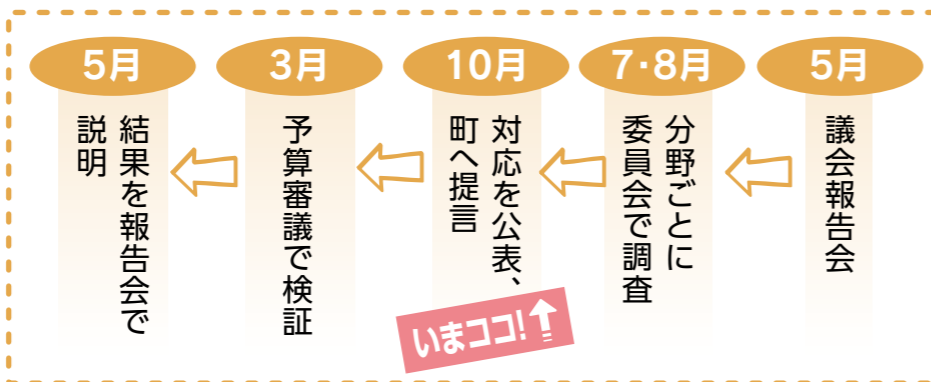 5月
議会報告会
7・8月
分野ごとに
委員会で調査
10月
対応を公表、
町へ提言
いまココ!
3月
予算審議で検証
5月
結果を報告会で
説明